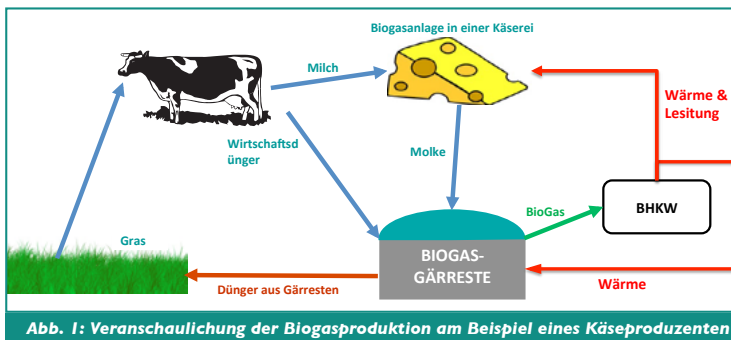 Biogasanlage in einer Käserei
Milch
Wärme &
Lesitung
Wirtschaftsd
ünger
Molke
BioGas
BHKW
Gras
BIOGAS-
GÄRRESTE
Dünger aus Gärresten
Wärme
Abb. 1: Veranschaulichung der Biogasproduktion am Beispiel eines Käseproduzenten